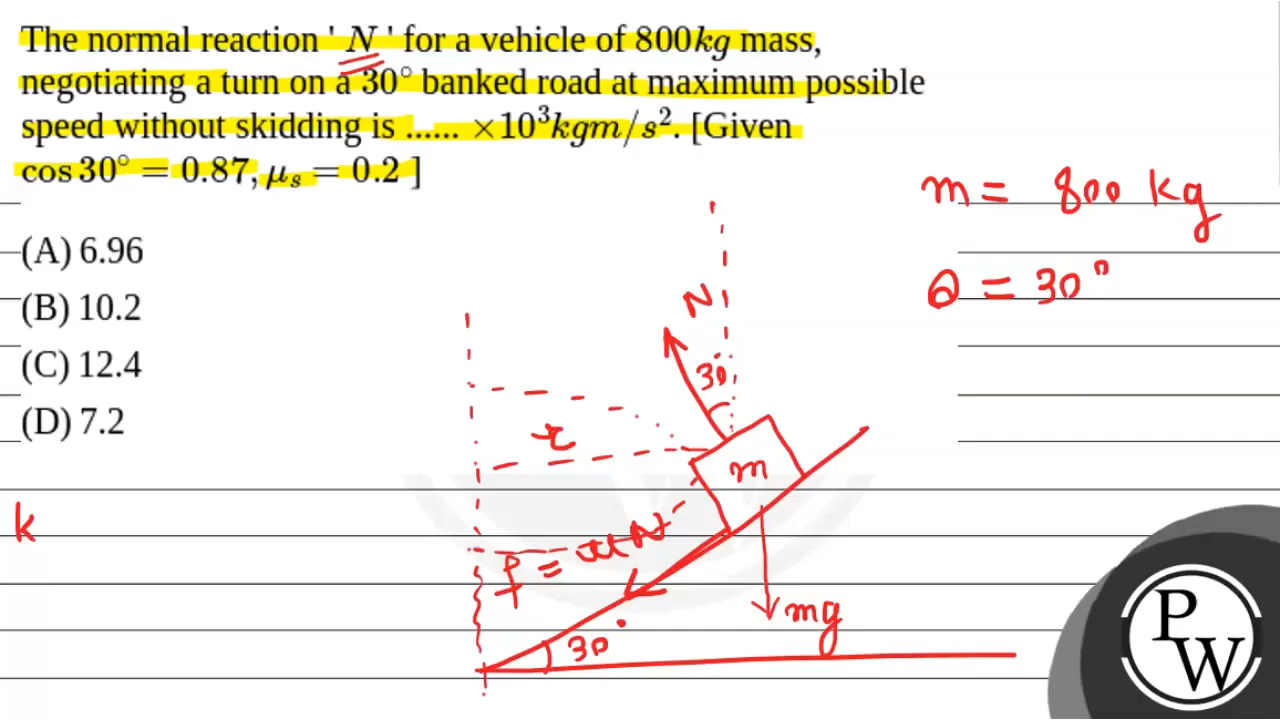 The normal reaction ' N ' for a vehicle of 800kg mass,
negotiating a turn on a 30° banked road at maximum possible
speed without skidding is ...... ×10³kgm/s². [Given
cos 30° = 0.87, μₛ = 0.2 ]
(A) 6.96
(B) 10.2
(C) 12.4
(D) 7.2
m = 800 kg
θ = 30°
N
30°
r
m
k
f = μN
mg
30°
P
W